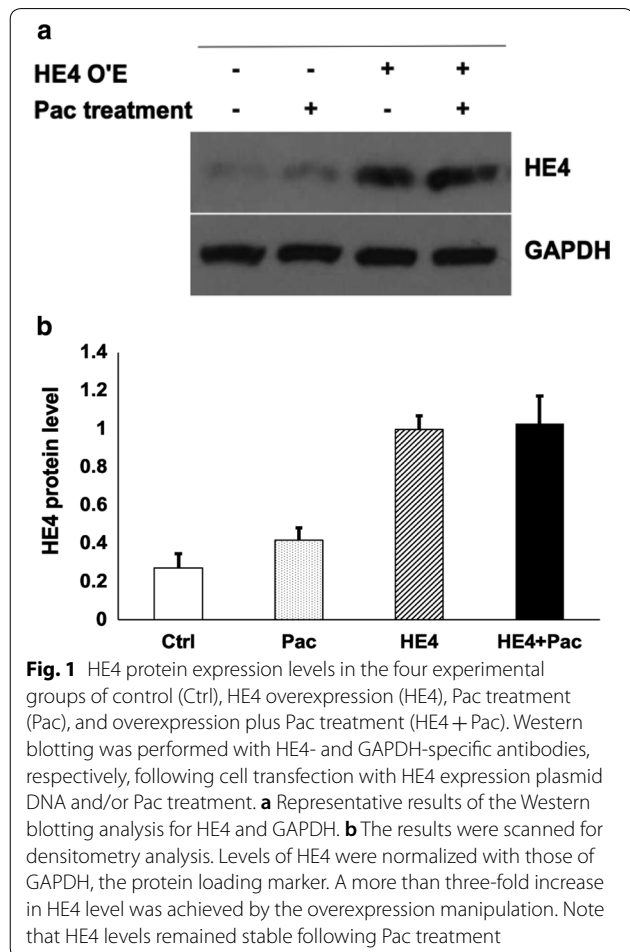 a
HE4 O'E - - + +
Pac treatment - + - +
HE4
GAPDH
b
1.4
1.2
1
0.8
0.6
0.4
0.2
0
HE4 protein level
Ctrl Pac HE4 HE4+Pac
Fig. 1 HE4 protein expression levels in the four experimental
groups of control (Ctrl), HE4 overexpression (HE4), Pac treatment
(Pac), and overexpression plus Pac treatment (HE4 + Pac). Western
blotting was performed with HE4- and GAPDH-specific antibodies,
respectively, following cell transfection with HE4 expression plasmid
DNA and/or Pac treatment. a Representative results of the Western
blotting analysis for HE4 and GAPDH. b The results were scanned for
densitometry analysis. Levels of HE4 were normalized with those of
GAPDH, the protein loading marker. A more than three-fold increase
in HE4 level was achieved by the overexpression manipulation. Note
that HE4 levels remained stable following Pac treatment